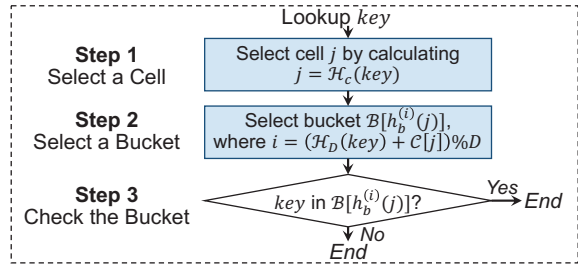 Lookup key
Step 1
Select a Cell
Select cell j by calculating
j = ℋ_c(key)
Step 2
Select a Bucket
Select bucket ℬ[h_b^{(i)}(j)],
where i = (ℋ_D(key) + 𝒞[j])%D
Step 3
Check the Bucket
key in ℬ[h_b^{(i)}(j)]?
Yes
End
No
End